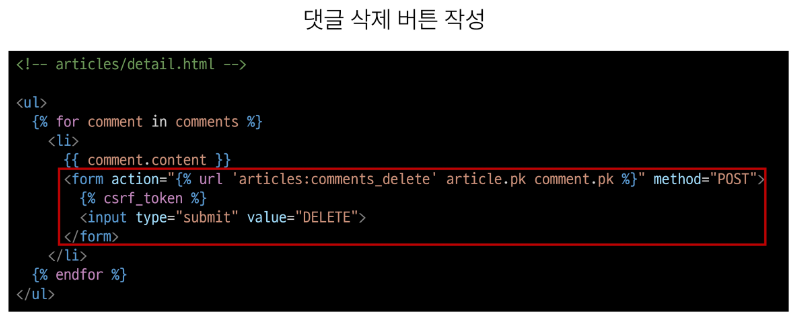 댓글 삭제 버튼 작성
<!-- articles/detail.html -->
<ul>
{% for comment in comments %}
<li>
{{ comment.content }}
<form action="{% url 'articles:comments_delete' article.pk comment.pk %}" method="POST">
{% csrf_token %}
<input type="submit" value="DELETE">
</form>
</li>
{% endfor %}
</ul>